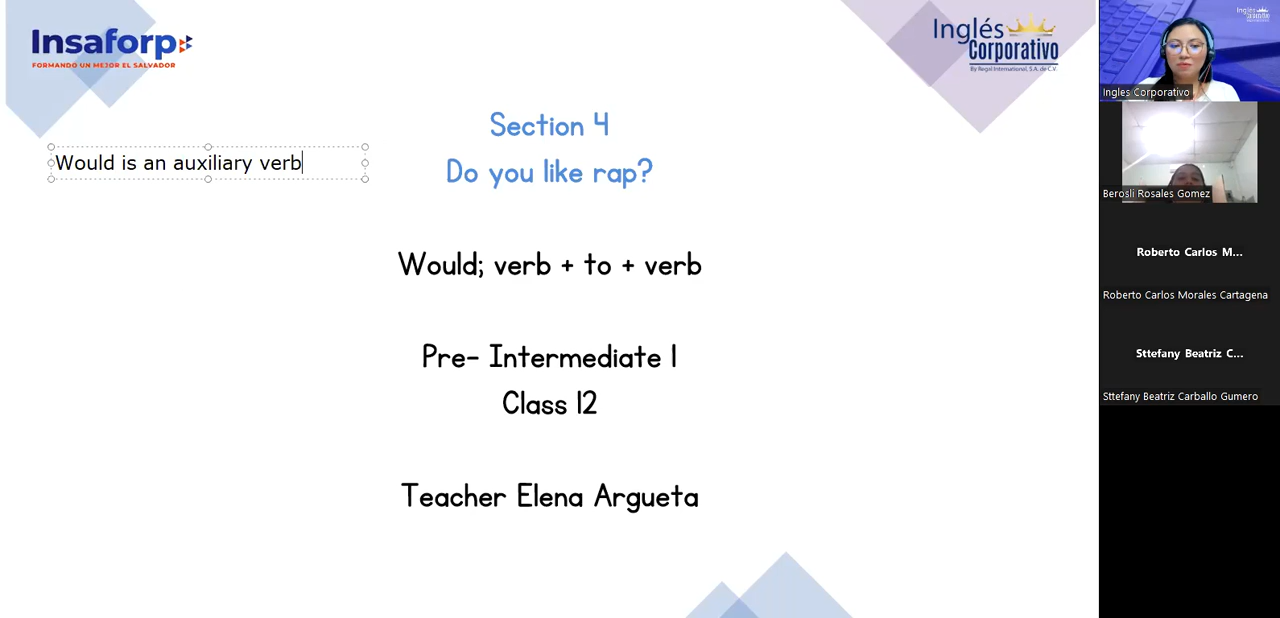 Insaforp
FORMANDO UN MEJOR EL SALVADOR
Inglés
Corporativo
By Regal International, S.A. de C.V.
Section 4
Do you like rap?
Would is an auxiliary verb
Would; verb + to + verb
Pre- Intermediate 1
Class 12
Teacher Elena Argueta
Inglés
Ingles Corporativo
Berosli Rosales Gomez
Roberto Carlos M...
Roberto Carlos Morales Cartagena
Sttefany Beatriz C...
Sttefany Beatriz Carballo Gumero